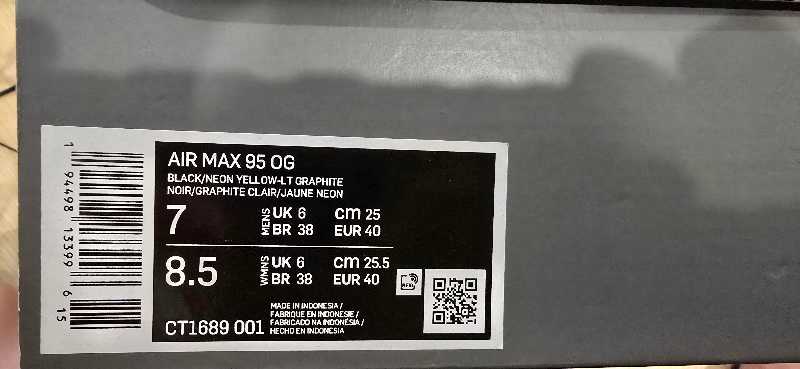 AIR MAX 95 OG
BLACK/NEON YELLOW-LT GRAPHITE
NOIR/GRAPHITE CLAIR/JAUNE NEON
7 MENS UK 6 cm 25
BR 38 EUR 40
8.5 WMNS UK 6 cm 25.5
BR 38 EUR 40
CT1689 001
MADE IN INDONESIA /
FABRIQUE EN INDONESIE /
FABRICADO NA INDONÉSIA /
HECHO EN INDONESIA
1 94498 13399 6 15